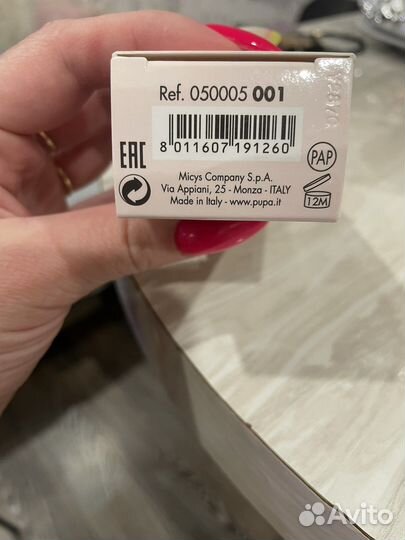 Ref. 050005 001
8 011607 191260
EAC
PAP
Micys Company S.p.A.
Via Appiani, 25 - Monza - ITALY
Made in Italy - www.pupa.it
12M
Avito